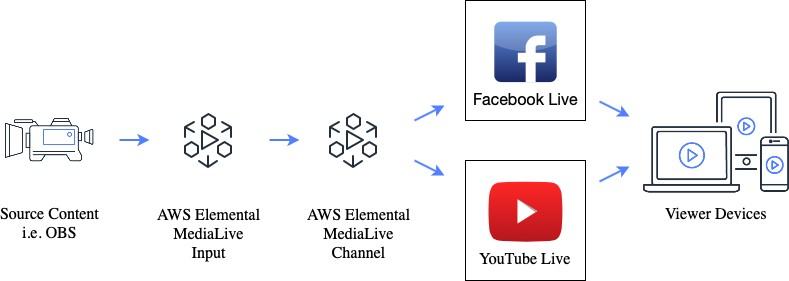 Source Content
i.e. OBS
AWS Elemental
MediaLive
Input
AWS Elemental
MediaLive
Channel
Facebook Live
YouTube Live
Viewer Devices